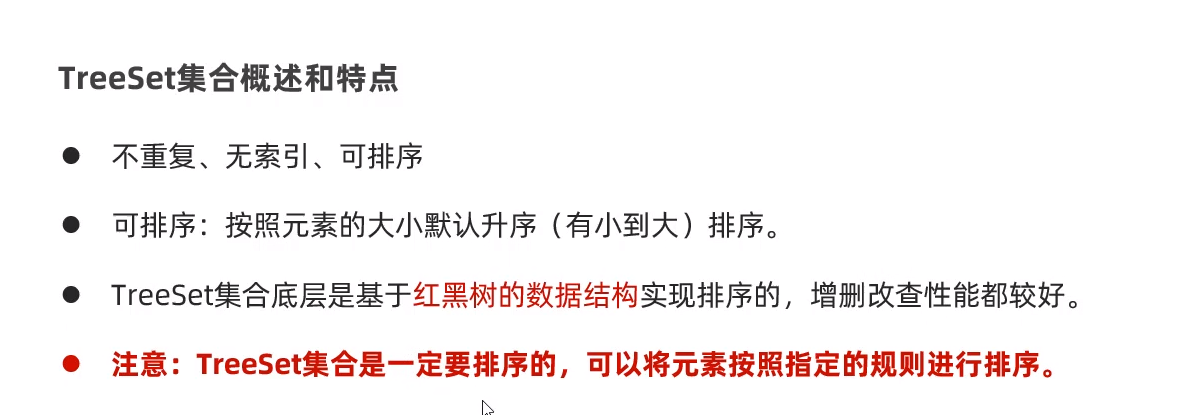 TreeSet集合概述和特点
● 不重复、无索引、可排序
● 可排序：按照元素的大小默认升序（有小到大）排序。
● TreeSet集合底层是基于红黑树的数据结构实现排序的，增删改查性能都较好。
● 注意：TreeSet集合是一定要排序的，可以将元素按照指定的规则进行排序。